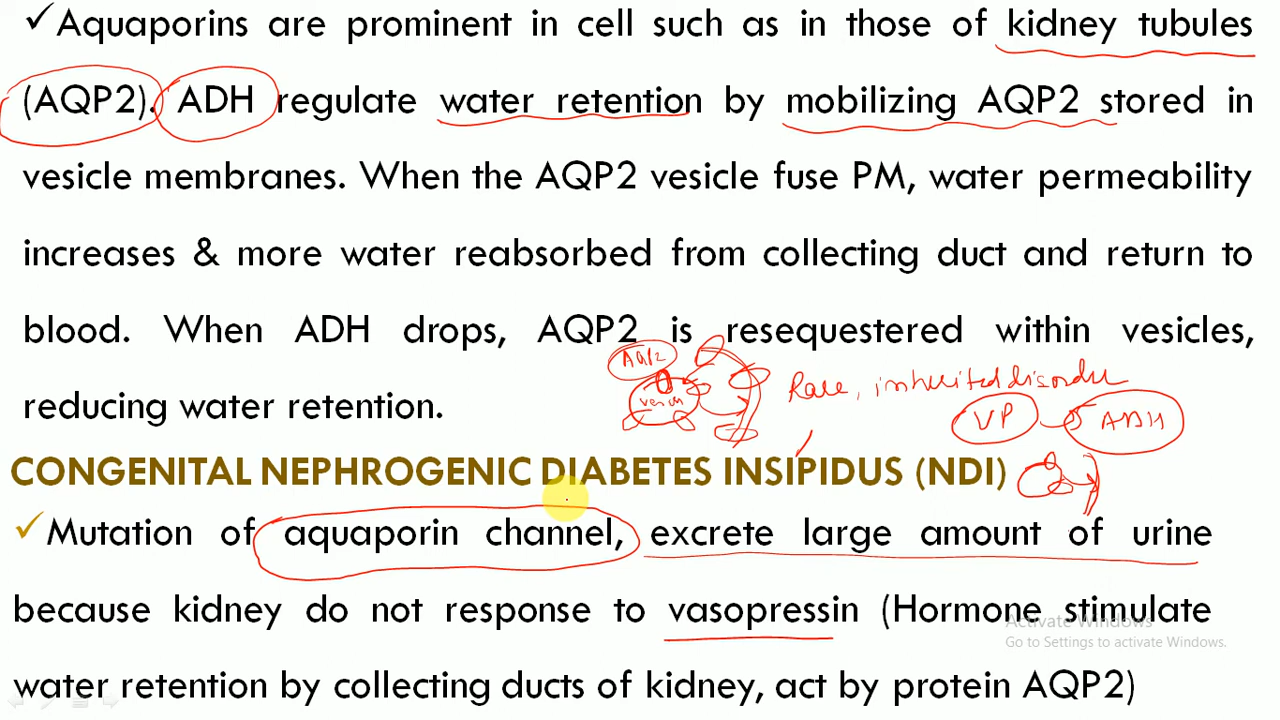 ✓Aquaporins are prominent in cell such as in those of kidney tubules
(AQP2). ADH regulate water retention by mobilizing AQP2 stored in
vesicle membranes. When the AQP2 vesicle fuse PM, water permeability
increases & more water reabsorbed from collecting duct and return to
blood. When ADH drops, AQP2 is resequestered within vesicles,
AQP2
Rare, inherited disorder
reducing water retention.
VP ADH
CONGENITAL NEPHROGENIC DIABETES INSIPIDUS (NDI)
✓Mutation of aquaporin channel, excrete large amount of urine
because kidney do not response to vasopressin (Hormone stimulate
Activate Windows
Go to Settings to activate Windows.
water retention by collecting ducts of kidney, act by protein AQP2)